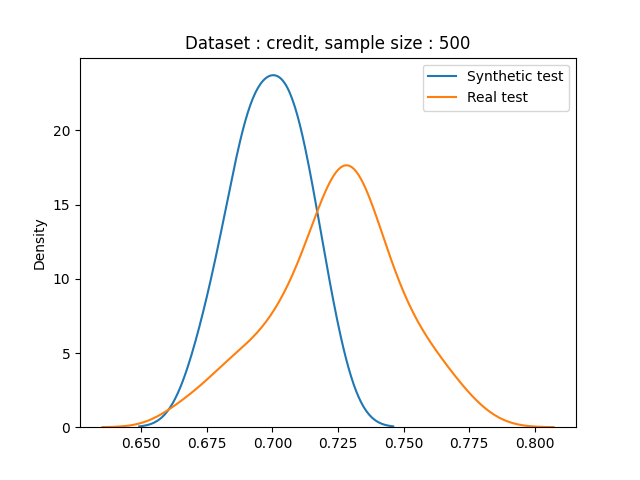 Dataset : credit, sample size : 500
Synthetic test
Real test
Density
20
15
10
5
0
0.650 0.675 0.700 0.725 0.750 0.775 0.800